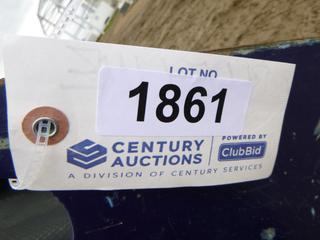 LOT NO.
1861
CENTURY
AUCTIONS
POWERED BY
ClubBid
A DIVISION OF CENTURY SERVICES